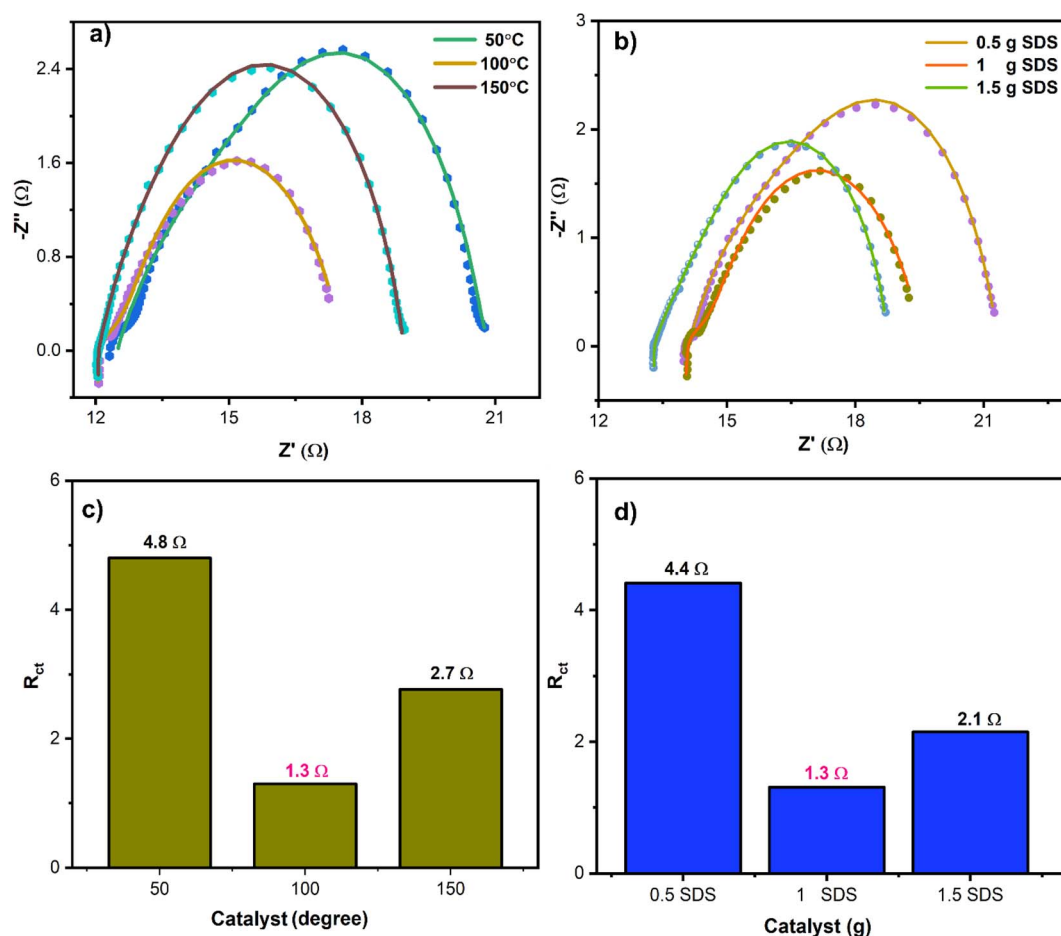 a)
50°C
100°C
150°C
2.4
1.6
0.8
0.0
-Z" (Ω)
12 15 18 21
Z' (Ω)
b)
0.5 g SDS
1 g SDS
1.5 g SDS
3
2
1
0
-Z" (Ω)
12 15 18 21
Z' (Ω)
c)
6
4
2
0
Rct
4.8 Ω
1.3 Ω
2.7 Ω
50 100 150
Catalyst (degree)
d)
6
4
2
0
Rct
4.4 Ω
1.3 Ω
2.1 Ω
0.5 SDS 1 SDS 1.5 SDS
Catalyst (g)